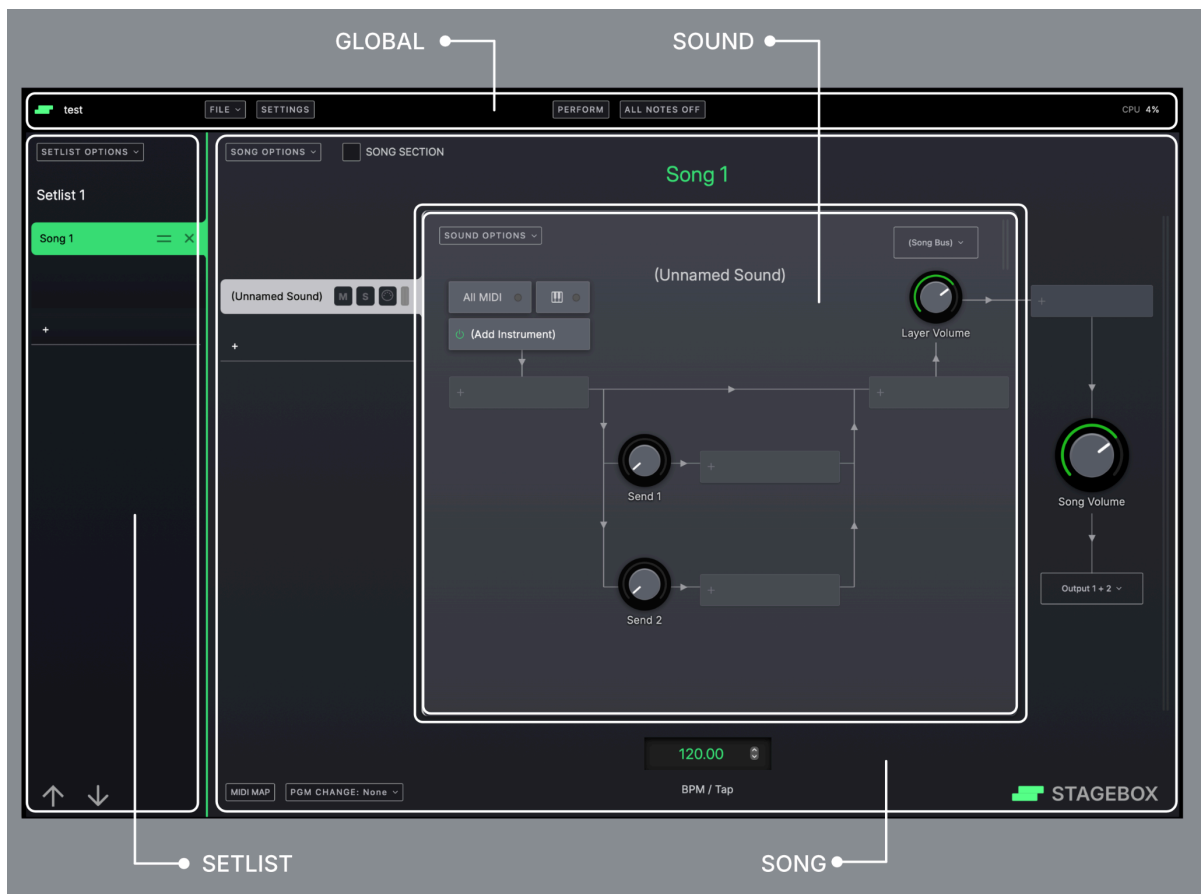 GLOBAL
SOUND
test
FILE
SETTINGS
PERFORM
ALL NOTES OFF
CPU 4%
SETLIST OPTIONS
SONG OPTIONS
SONG SECTION
Song 1
Setlist 1
Song 1
SOUND OPTIONS
(Song Bus)
(Unnamed Sound)
(Unnamed Sound)
M
S
All MIDI
(Add Instrument)
Layer Volume
+
+
+
+
+
Send 1
+
Song Volume
+
Send 2
Output 1 + 2
120.00
BPM / Tap
MIDI MAP
PGM CHANGE: None
STAGEBOX
SETLIST
SONG